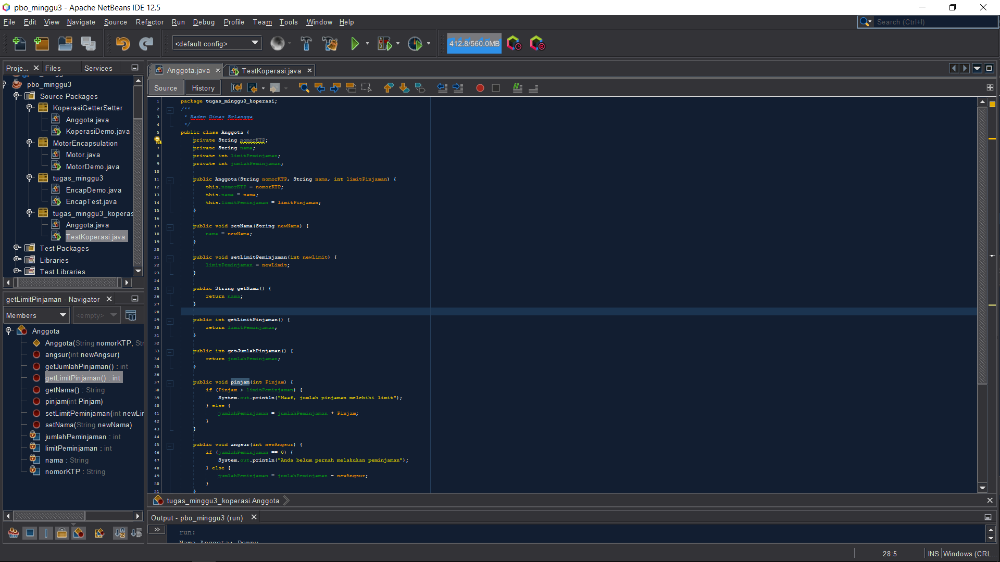 pbo_minggu3 - Apache NetBeans IDE 12.5
File Edit View Navigate Source Refactor Run Debug Profile Team Tools Window Help
Search (Ctrl+I)
<default config>
412.8/560.0MB
Proje... Files Services
pbo_minggu3
Source Packages
KoperasiGetterSetter
Anggota.java
KoperasiDemo.java
MotorEncapsulation
Motor.java
MotorDemo.java
tugas_minggu3
EncapDemo.java
EncapTest.java
tugas_minggu3_koperas
Anggota.java
TestKoperasi.java
Test Packages
Libraries
Test Libraries
getLimitPinjaman - Navigator
Members
<empty>
Anggota
Anggota(String nomorKTP, Str
angsur(int newAngsur)
getJumlahPinjaman() : int
getLimitPinjaman() : int
getNama() : String
pinjam(int Pinjam)
setLimitPeminjaman(int newLir
setNama(String newNama)
jumlahPeminjaman : int
limitPeminjaman : int
nama : String
nomorKTP : String
Anggota.java TestKoperasi.java
Source History
1 package tugas_minggu3_koperasi;
2 /**
3 * Raden Dimas Erlangga
4 */
5 public class Anggota {
private String nomorKTP;
7 private String nama;
8 private int limitPeminjaman;
9 private int jumlahPeminjaman;
10
11 public Anggota(String nomorKTP, String nama, int limitPinjaman) {
12 this.nomorKTP = nomorKTP;
13 this.nama = nama;
14 this.limitPeminjaman = limitPinjaman;
15 }
16
17 public void setNama(String newNama) {
18 nama = newNama;
19 }
20
21 public void setLimitPeminjaman(int newLimit) {
22 limitPeminjaman = newLimit;
23 }
24
25 public String getNama() {
26 return nama;
27 }
28
29 public int getLimitPinjaman() {
30 return limitPeminjaman;
31 }
32
33 public int getJumlahPinjaman() {
34 return jumlahPeminjaman;
35 }
36
37 public void pinjam(int Pinjam) {
38 if (Pinjam > limitPeminjaman) {
39 System.out.println("Maaf, jumlah pinjaman melebihi limit");
40 } else {
41 jumlahPeminjaman = jumlahPeminjaman + Pinjam;
42 }
43 }
44
45 public void angsur(int newAngsur) {
46 if (jumlahPeminjaman == 0) {
47 System.out.println("Anda belum pernah melakukan peminjaman");
48 } else {
49 jumlahPeminjaman = jumlahPeminjaman - newAngsur;
50 }
51 }
tugas_minggu3_koperasi.Anggota
Output - pbo_minggu3 (run)
run:
Nama Anggota: Donny
28:5 INS Windows (CRL...